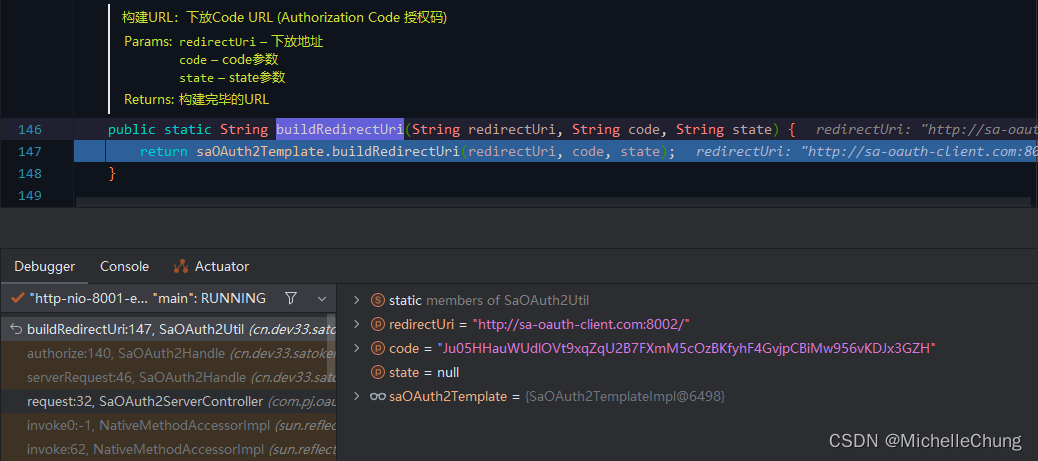 构建URL：下放Code URL (Authorization Code 授权码)
Params: redirectUri – 下放地址
code – code参数
state – state参数
Returns: 构建完毕的URL
146 public static String buildRedirectUri(String redirectUri, String code, String state) { redirectUri: "http://sa-oaut
147 return saOAuth2Template.buildRedirectUri(redirectUri, code, state); redirectUri: "http://sa-oauth-client.com:80
148 }
149
Debugger Console Actuator
"http-nio-8001-e... "main": RUNNING
static members of SaOAuth2Util
buildRedirectUri:147, SaOAuth2Util (cn.dev33.satoken
redirectUri = "http://sa-oauth-client.com:8002/"
authorize:140, SaOAuth2Handle (cn.dev33.satoken
code = "Ju05HHauWUdlOVt9xqZqU2B7FXmM5cOzBKfyhF4GvjpCBiMw956vKDJx3GZH"
serverRequest:46, SaOAuth2Handle (cn.dev33.satok
state = null
request:32, SaOAuth2ServerController (com.pj.oau
saOAuth2Template = {SaOAuth2TemplateImpl@6498}
invoke0:-1, NativeMethodAccessorImpl (sun.reflec
invoke:62, NativeMethodAccessorImpl (sun.reflect
CSDN @MichelleChung